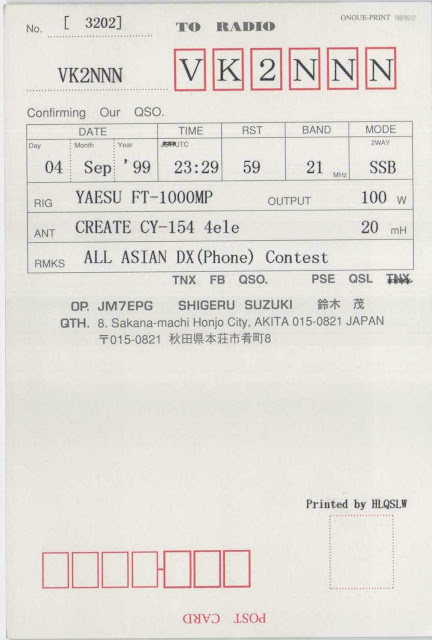 ONOUE-PRINT
No. [ 3202] TO RADIO
VK2NNN VK2NNN
Confirming Our QSO.
DATE TIME RST BAND MODE
Day Month Year UTC 2WAY
04 Sep '99 23:29 59 21 MHz SSB
RIG YAESU FT-1000MP OUTPUT 100 W
ANT CREATE CY-154 4ele 20 mH
RMKS ALL ASIAN DX(Phone) Contest
TNX FB QSO. PSE QSL TNX
OP. JM7EPG SHIGERU SUZUKI 鈴木 茂
QTH. 8. Sakana-machi Honjo City, AKITA 015-0821 JAPAN
〒015-0821 秋田県本荘市肴町8
Printed by HLQSLW
POST CARD